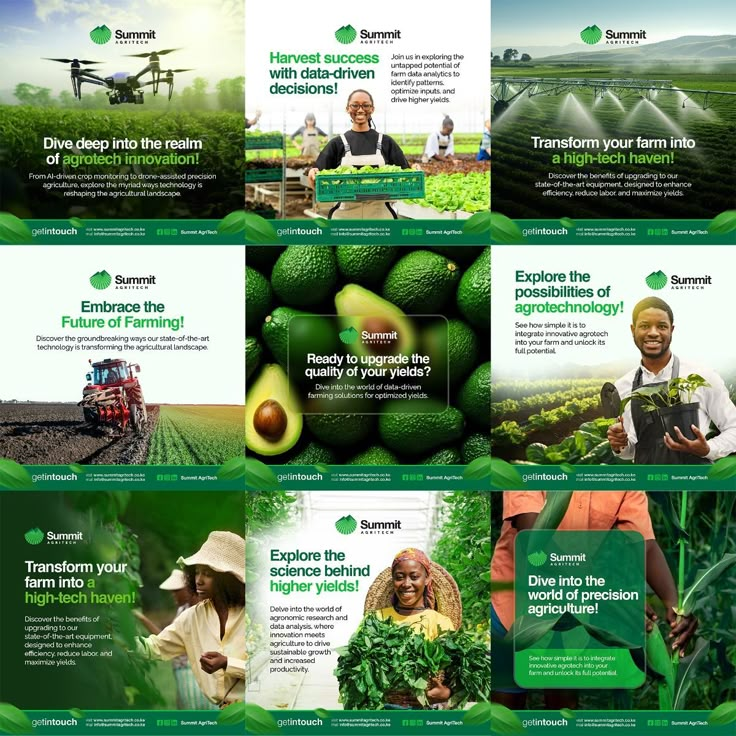 Summit
AGRITECH
Dive deep into the realm
of agrotech innovation!
From AI-driven crop monitoring to drone-assisted precision
agriculture, explore the myriad ways technology is
reshaping the agricultural landscape.
getintouch
visit www.summitagritech.co.ke
mail info@summitagritech.co.ke
Summit AgriTech
Summit
AGRITECH
Harvest success
with data-driven
decisions!
Join us in exploring the
untapped potential of
farm data analytics to
identify patterns,
optimize inputs, and
drive higher yields.
getintouch
visit www.summitagritech.co.ke
mail info@summitagritech.co.ke
Summit AgriTech
Summit
AGRITECH
Transform your farm into
a high-tech haven!
Discover the benefits of upgrading to our
state-of-the-art equipment, designed to enhance
efficiency, reduce labor and maximize yields.
getintouch
visit www.summitagritech.co.ke
mail info@summitagritech.co.ke
Summit AgriTech
Summit
AGRITECH
Embrace the
Future of Farming!
Discover the groundbreaking ways our state-of-the-art
technology is transforming the agricultural landscape.
getintouch
visit www.summitagritech.co.ke
mail info@summitagritech.co.ke
Summit AgriTech
Summit
AGRITECH
Ready to upgrade the
quality of your yields?
Dive into the world of data-driven
farming solutions for optimized yields.
getintouch
visit www.summitagritech.co.ke
mail info@summitagritech.co.ke
Summit AgriTech
Explore the
possibilities of
agrotechnology!
Summit
AGRITECH
See how simple it is to
integrate innovative agrotech
into your farm and unlock its
full potential.
getintouch
visit www.summitagritech.co.ke
mail info@summitagritech.co.ke
Summit AgriTech
Summit
AGRITECH
Transform your
farm into a
high-tech haven!
Discover the benefits of
upgrading to our
state-of-the-art equipment,
designed to enhance
efficiency, reduce labor, and
maximize yields.
getintouch
visit www.summitagritech.co.ke
mail info@summitagritech.co.ke
Summit AgriTech
Summit
AGRITECH
Explore the
science behind
higher yields!
Delve into the world of
agronomic research and
data analysis, where
innovation meets
agriculture to drive
sustainable growth
and increased
productivity.
getintouch
visit www.summitagritech.co.ke
mail info@summitagritech.co.ke
Summit AgriTech
Summit
AGRITECH
Dive into the
world of precision
agriculture!
See how simple it is to integrate
innovative agrotech into your
farm and unlock its full potential.
getintouch
visit www.summitagritech.co.ke
mail info@summitagritech.co.ke
Summit AgriTech